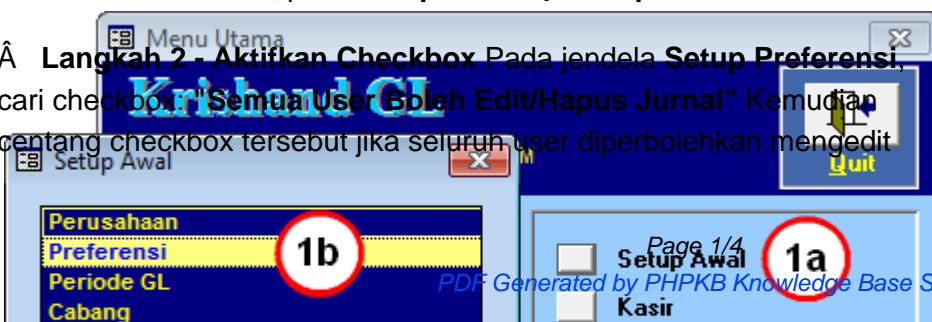 Menu Utama
Â Langkah 2 - Aktifkan Checkbox Pada jendela Setup Preferensi,
Krishand GL
cari checkbox: "Semua User Boleh Edit/Hapus Jurnal" Kemudian
centang checkbox tersebut jika seluruh user diperbolehkan mengedit
Setup Awal
M
Quit
Perusahaan
Preferensi
1b
Periode GL
Cabang
Page 1/4
Setup Awal
1a
PDF Generated by PHPKB Knowledge Base S
Kasir